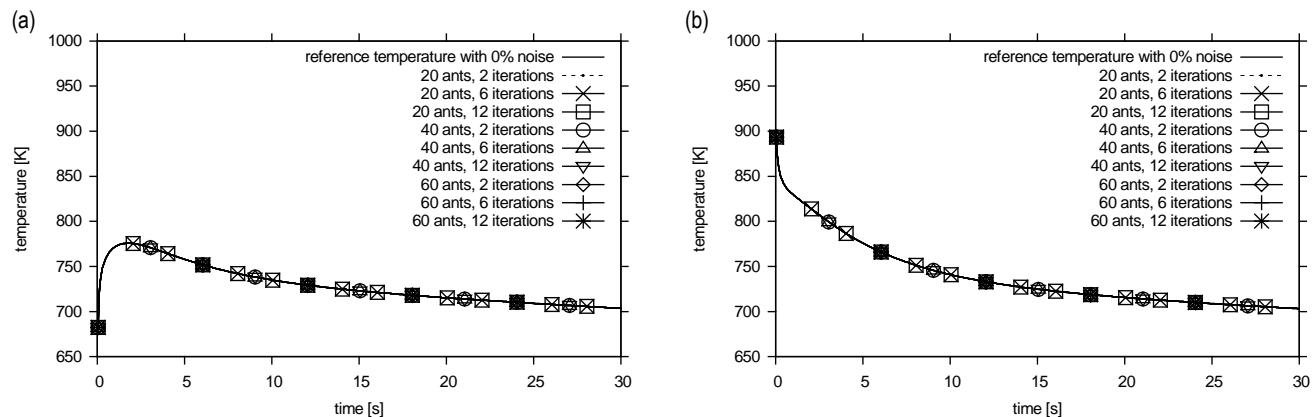 (a)
1000
950
900
850
800
750
700
650
temperature [K]
reference temperature with 0% noise
20 ants, 2 iterations
20 ants, 6 iterations
20 ants, 12 iterations
40 ants, 2 iterations
40 ants, 6 iterations
40 ants, 12 iterations
60 ants, 2 iterations
60 ants, 6 iterations
60 ants, 12 iterations
0 5 10 15 20 25 30
time [s]
(b)
1000
950
900
850
800
750
700
650
temperature [K]
reference temperature with 0% noise
20 ants, 2 iterations
20 ants, 6 iterations
20 ants, 12 iterations
40 ants, 2 iterations
40 ants, 6 iterations
40 ants, 12 iterations
60 ants, 2 iterations
60 ants, 6 iterations
60 ants, 12 iterations
0 5 10 15 20 25 30
time [s]